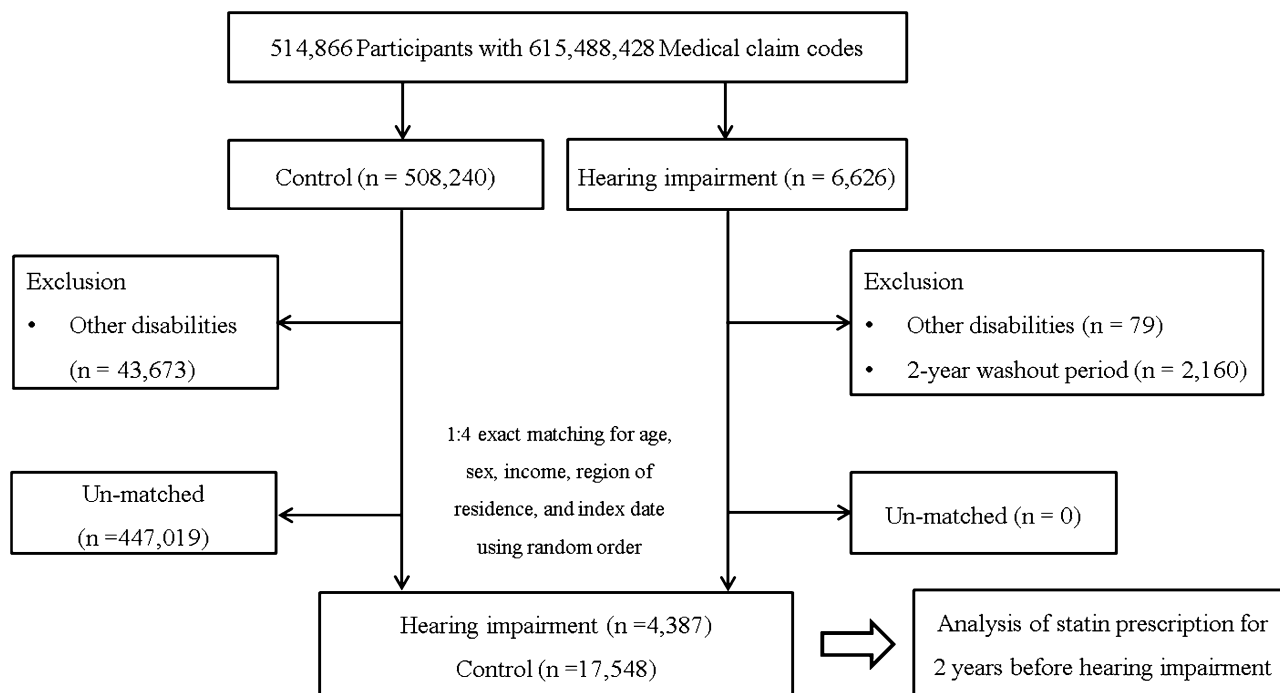 514,866 Participants with 615,488,428 Medical claim codes
Control (n = 508,240)
Hearing impairment (n = 6,626)
Exclusion
• Other disabilities
(n = 43,673)
Exclusion
• Other disabilities (n = 79)
• 2-year washout period (n = 2,160)
1:4 exact matching for age,
sex, income, region of
residence, and index date
using random order
Un-matched
(n =447,019)
Un-matched (n = 0)
Hearing impairment (n =4,387)
Control (n =17,548)
Analysis of statin prescription for
2 years before hearing impairment